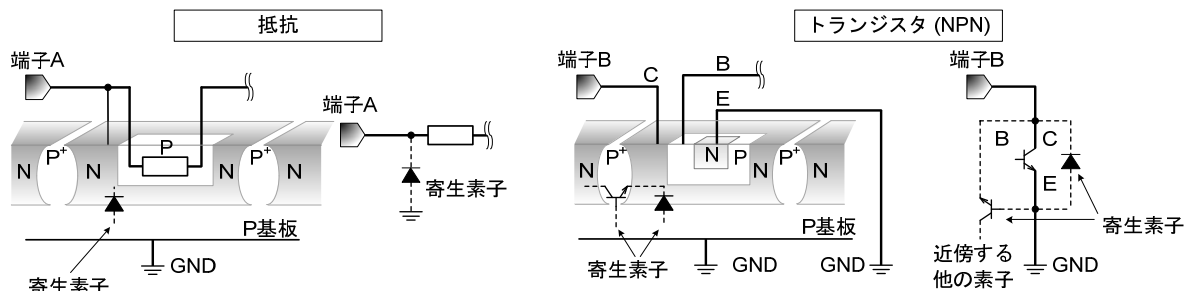 抵抗
トランジスタ (NPN)
端子A
端子A
P
N
P+
N
N
P+
N
寄生素子
P基板
GND
寄生素子
端子B
C
B
E
N
P+
N
N
P
N
P+
N
P基板
GND
GND
寄生素子
端子B
B
C
E
寄生素子
近傍する
他の素子
GND